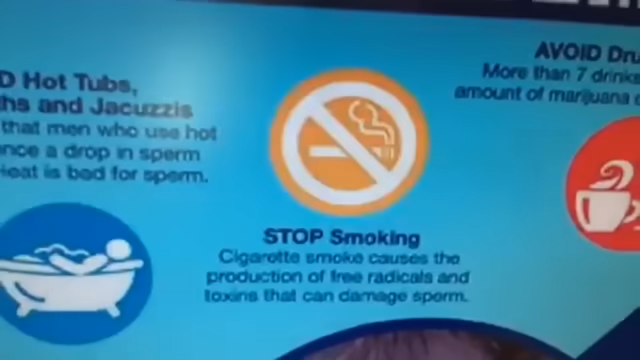 D Hot Tubs,
ths and Jacuzzis
that men who use hot
nce a drop in sperm
Heat is bad for sperm.
STOP Smoking
Cigarette smoke causes the
production of free radicals and
toxins that can damage sperm.
AVOID Dru
More than 7 drinks
amount of marijuana